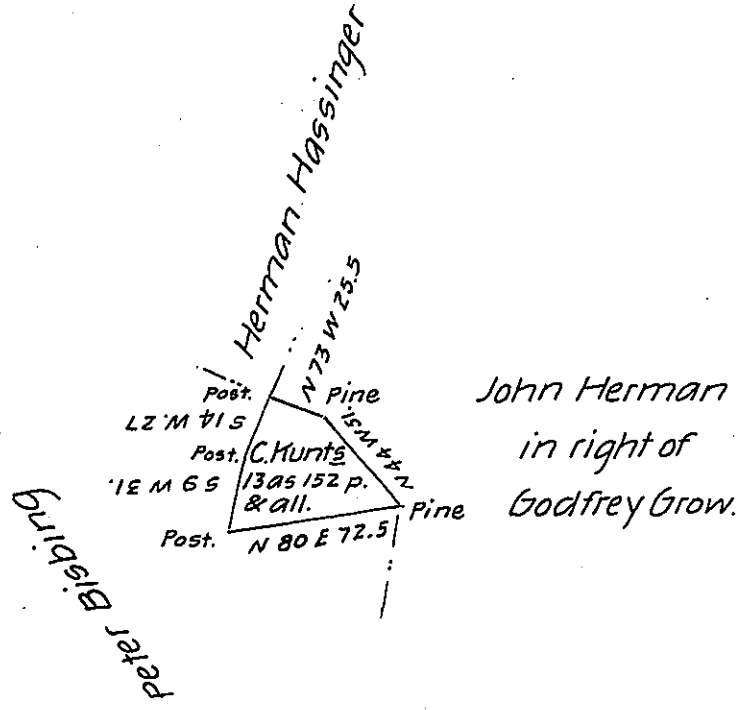 Herman Hassinger
N 73 W 25.5
Post.
Pine
S 14 W. 27
N 44 W 51.
Post.
C. Kunts
13 as 152 p.
& all.
S 9 W 31.
Post.
N 80 E 72.5
Pine
John Herman
in right of
Godfrey Grow.
Peter Bisbing